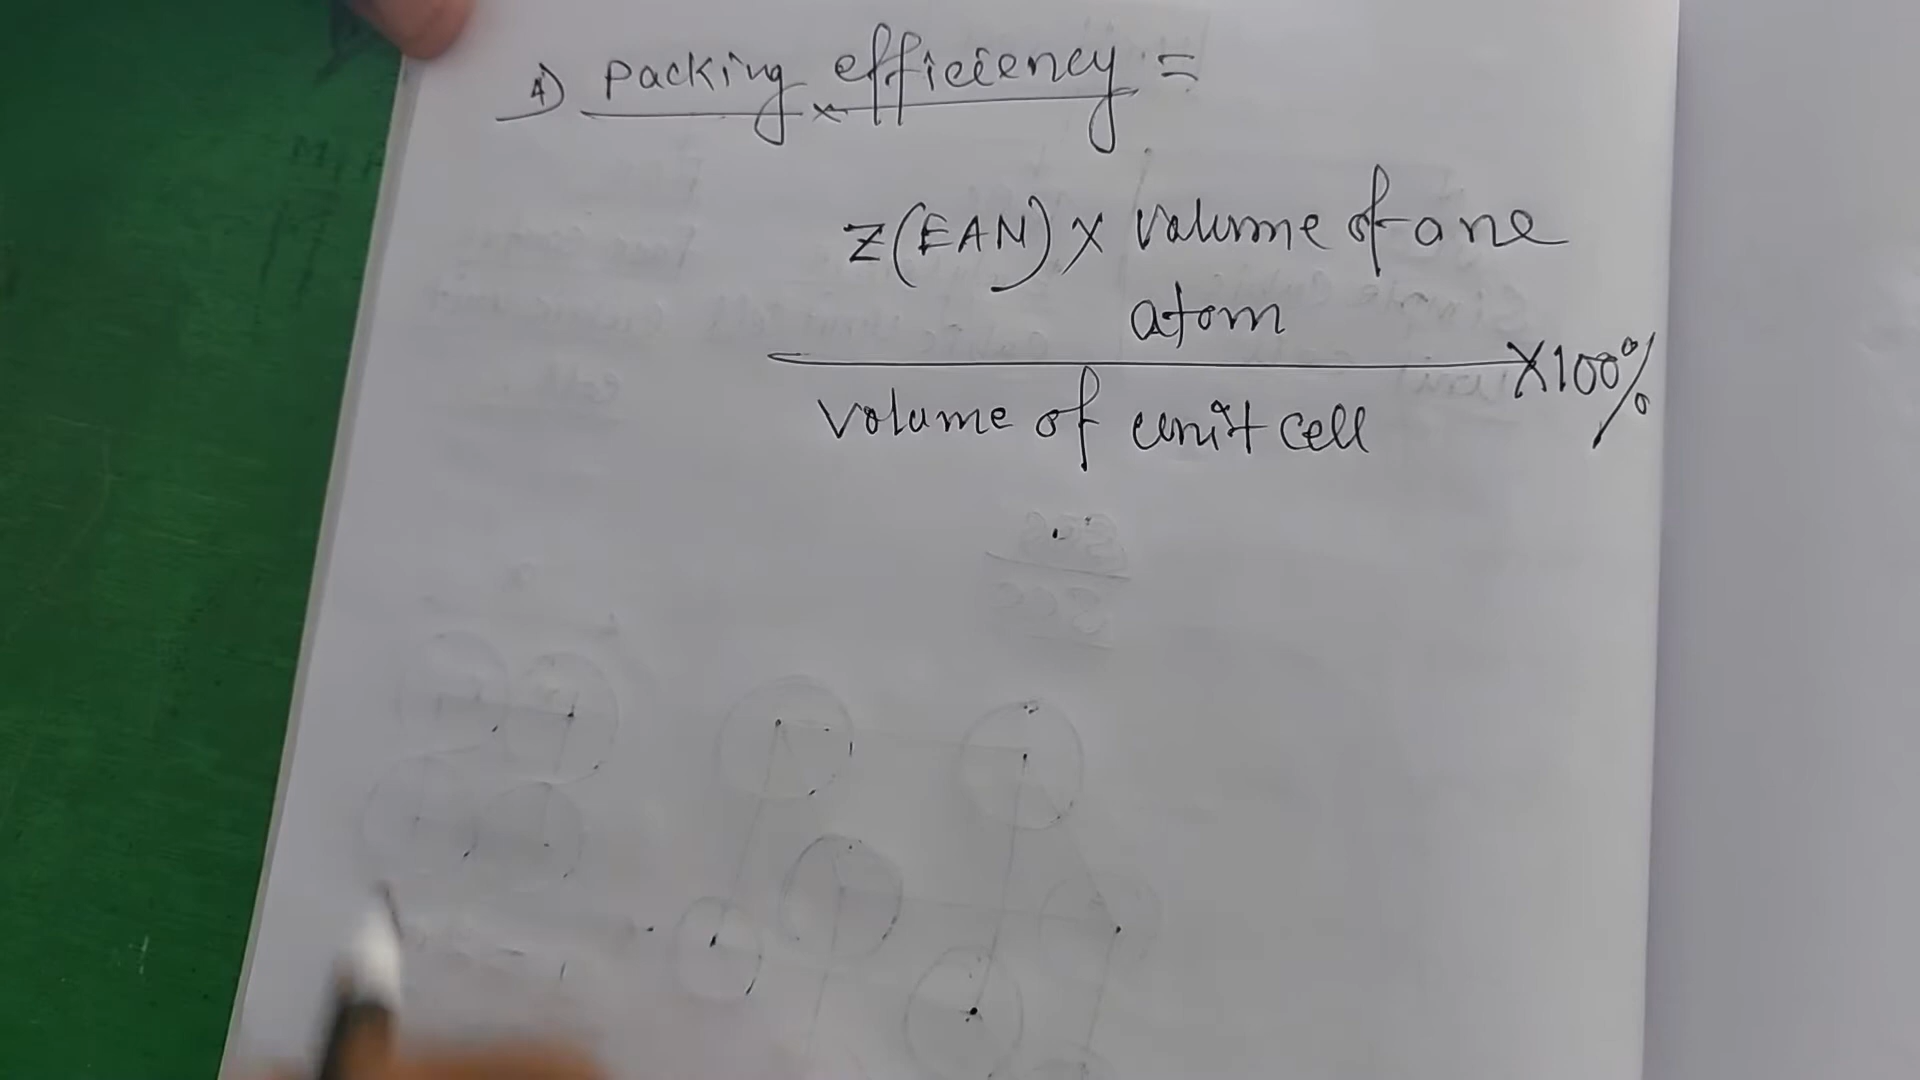 4) Packing efficiency =
Z(EAN) X Volume of one
atom
X100%
Volume of unit cell